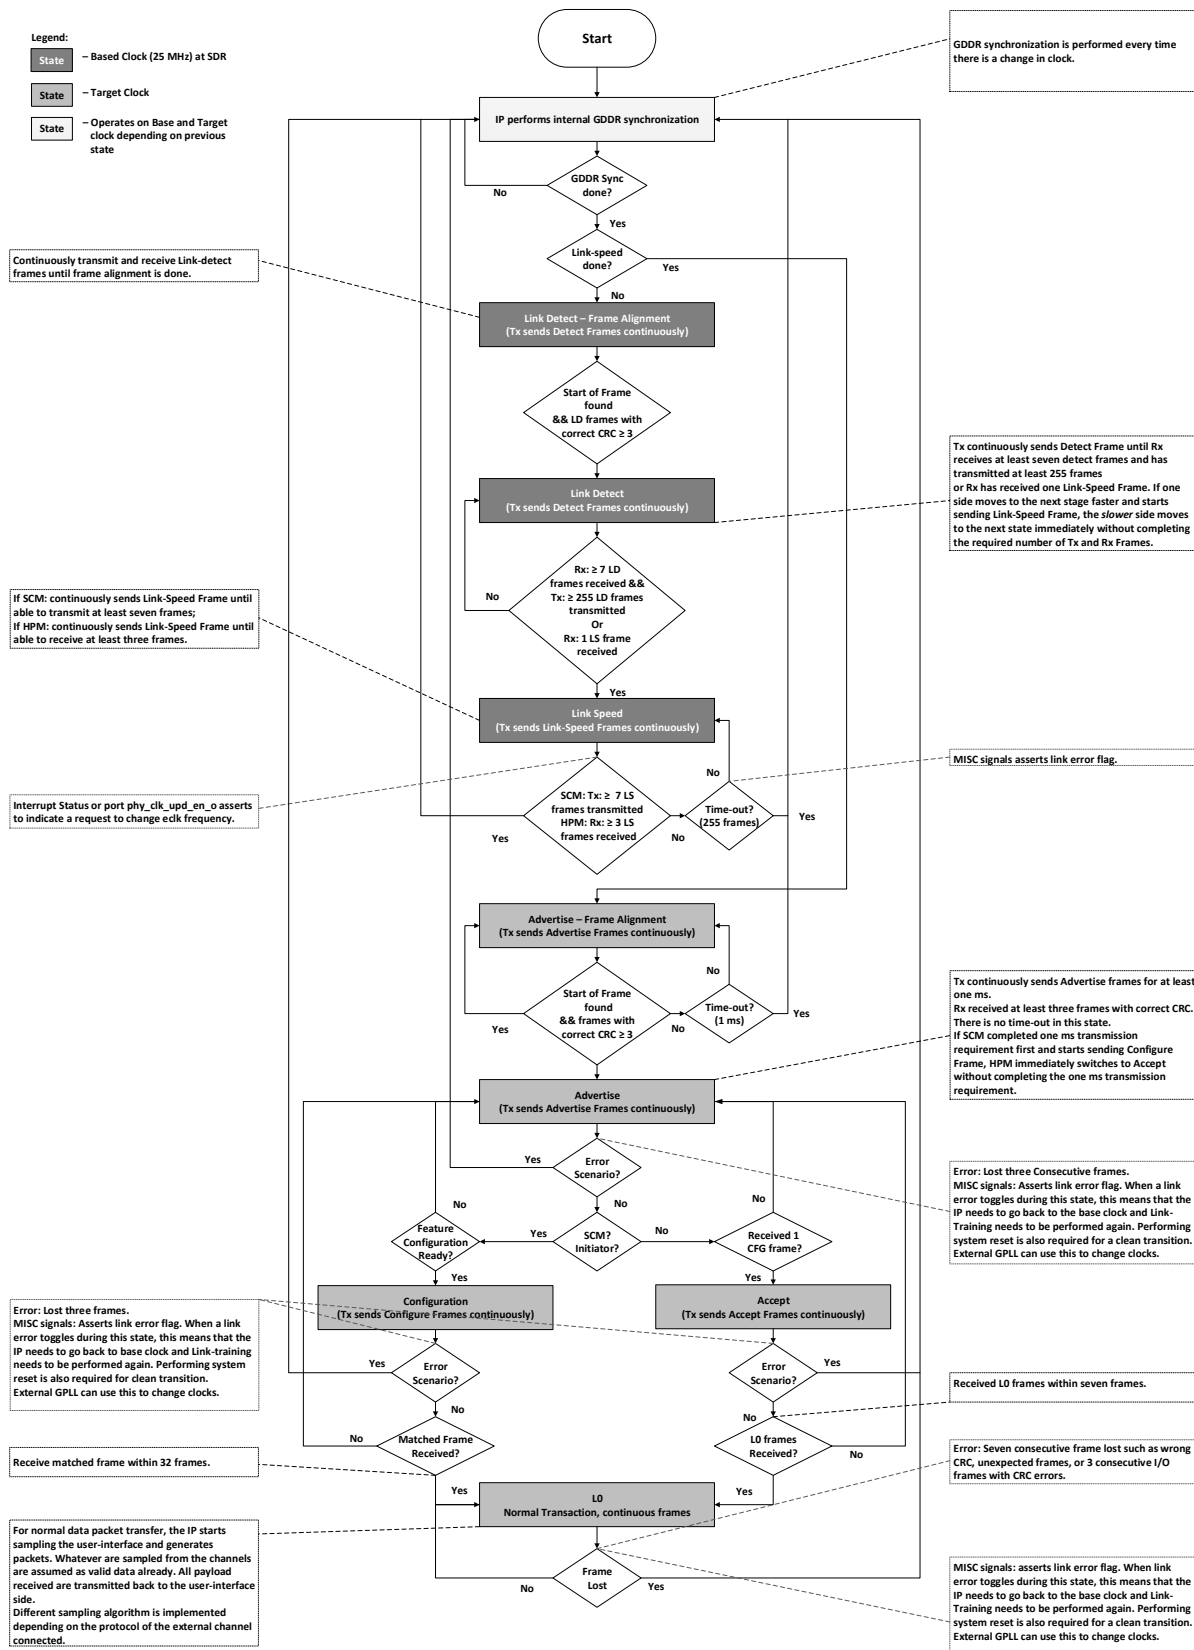 Start
Legend:
State
– Based Clock (25 MHz) at SDR
State
– Target Clock
State
– Operates on Base and Target
clock depending on previous
state
GDDR synchronization is performed every time
there is a change in clock.
IP performs internal GDDR synchronization
GDDR Sync
done?
No
Yes
Link-speed
done?
Yes
No
Continuously transmit and receive Link-detect
frames until frame alignment is done.
Link Detect – Frame Alignment
(Tx sends Detect Frames continuously)
Start of Frame
found
&& LD frames with
correct CRC ≥ 3
Tx continuously sends Detect Frame until Rx
receives at least seven detect frames and has
transmitted at least 255 frames
or Rx has received one Link-Speed Frame. If one
side moves to the next stage faster and starts
sending Link-Speed Frame, the slower side moves
to the next state immediately without completing
the required number of Tx and Rx Frames.
Link Detect
(Tx sends Detect Frames continuously)
Rx: ≥ 7 LD
frames received &&
Tx: ≥ 255 LD frames
transmitted
Or
Rx: 1 LS frame
received
No
Yes
If SCM: continuously sends Link-Speed Frame until
able to transmit at least seven frames;
If HPM: continuously sends Link-Speed Frame until
able to receive at least three frames.
Link Speed
(Tx sends Link-Speed Frames continuously)
No
MISC signals asserts link error flag.
Interrupt Status or port phy_clk_upd_en_o asserts
to indicate a request to change eclk frequency.
SCM: Tx: ≥ 7 LS
frames transmitted
HPM: Rx: ≥ 3 LS
frames received
Yes
No
Time-out?
(255 frames)
Yes
Advertise – Frame Alignment
(Tx sends Advertise Frames continuously)
No
Start of Frame
found
&& frames with
correct CRC ≥ 3
Yes
No
Time-out?
(1 ms)
Yes
Tx continuously sends Advertise frames for at least
one ms.
Rx received at least three frames with correct CRC.
There is no time-out in this state.
If SCM completed one ms transmission
requirement first and starts sending Configure
Frame, HPM immediately switches to Accept
without completing the one ms transmission
requirement.
Advertise
(Tx sends Advertise Frames continuously)
Yes
Error
Scenario?
No
No
No
Error: Lost three Consecutive frames.
MISC signals: Asserts link error flag. When a link
error toggles during this state, this means that the
IP needs to go back to the base clock and Link-
Training needs to be performed again. Performing
system reset is also required for a clean transition.
External GPLL can use this to change clocks.
Feature
Configuration
Ready?
Yes
SCM?
Initiator?
No
Received 1
CFG frame?
Yes
Yes
Configuration
(Tx sends Configure Frames continuously)
Accept
(Tx sends Accept Frames continuously)
Error: Lost three frames.
MISC signals: Asserts link error flag. When a link
error toggles during this state, this means that the
IP needs to go back to base clock and Link-training
needs to be performed again. Performing system
reset is also required for clean transition.
External GPLL can use this to change clocks.
Yes
Error
Scenario?
No
Error
Scenario?
Yes
No
Received L0 frames within seven frames.
No
Matched Frame
Received?
L0 frames
Received?
No
Receive matched frame within 32 frames.
Error: Seven consecutive frame lost such as wrong
CRC, unexpected frames, or 3 consecutive I/O
frames with CRC errors.
Yes
Yes
L0
Normal Transaction, continuous frames
For normal data packet transfer, the IP starts
sampling the user-interface and generates
packets. Whatever are sampled from the channels
are assumed as valid data already. All payload
received are transmitted back to the user-interface
side.
Different sampling algorithm is implemented
depending on the protocol of the external channel
connected.
No
Frame
Lost
Yes
MISC signals: asserts link error flag. When link
error toggles during this state, this means that the
IP needs to go back to the base clock and Link-
Training needs to be performed again. Performing
system reset is also required for a clean transition.
External GPLL can use this to change clocks.